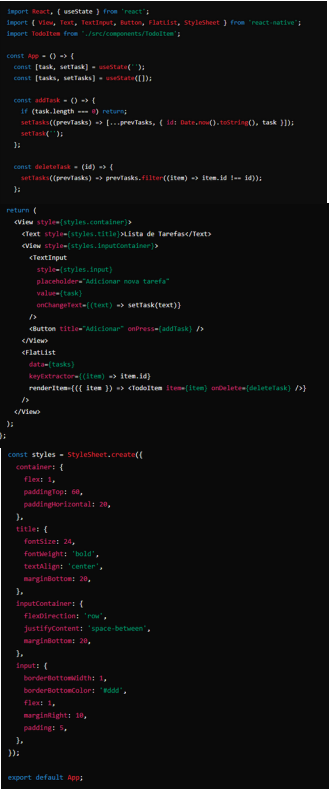 import React, { useState } from 'react';
import { View, Text, TextInput, Button, FlatList, StyleSheet } from 'react-native';
import TodoItem from './src/components/TodoItem';

const App = () => {
  const [task, setTask] = useState('');
  const [tasks, setTasks] = useState([]);

  const addTask = () => {
    if (task.length === 0) return;
    setTasks((prevTasks) => [...prevTasks, { id: Date.now().toString(), task }]);
    setTask('');
  };

  const deleteTask = (id) => {
    setTasks((prevTasks) => prevTasks.filter((item) => item.id !== id));
  };

return (
  <View style={styles.container}>
    <Text style={styles.title}>Lista de Tarefas</Text>
    <View style={styles.inputContainer}>
      <TextInput
        style={styles.input}
        placeholder="Adicionar nova tarefa"
        value={task}
        onChangeText={(text) => setTask(text)}
      />
      <Button title="Adicionar" onPress={addTask} />
    </View>
    <FlatList
      data={tasks}
      keyExtractor={(item) => item.id}
      renderItem={({ item }) => <TodoItem item={item} onDelete={deleteTask} />}
    />
  </View>
);
};

const styles = StyleSheet.create({
  container: {
    flex: 1,
    paddingTop: 60,
    paddingHorizontal: 20,
  },
  title: {
    fontSize: 24,
    fontWeight: 'bold',
    textAlign: 'center',
    marginBottom: 20,
  },
  inputContainer: {
    flexDirection: 'row',
    justifyContent: 'space-between',
    marginBottom: 20,
  },
  input: {
    borderBottomWidth: 1,
    borderBottomColor: '#ddd',
    flex: 1,
    marginRight: 10,
    padding: 5,
  },
});

export default App;